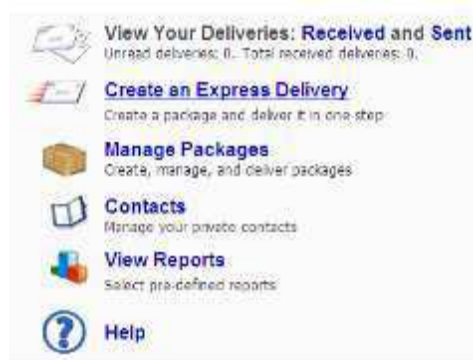 View Your Deliveries: Received and Sent
Unread deliveries: 0. Total received deliveries: 0.
Create an Express Delivery
Create a package and deliver it in one step
Manage Packages
Create, manage, and deliver packages
Contacts
Manage your private contacts
View Reports
Select pre-defined reports
? Help